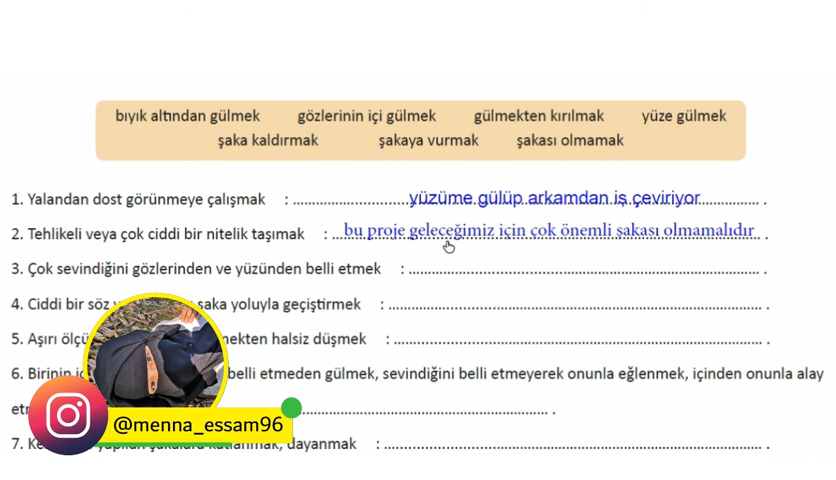 bıyık altından gülmek gözlerinin içi gülmek gülmekten kırılmak yüze gülmek
şaka kaldırmak şakaya vurmak şakası olmamak
1. Yalandan dost görünmeye çalışmak : yüzüme gülüp arkamdan iş çeviriyor .
2. Tehlikeli veya çok ciddi bir nitelik taşımak : bu proje geleceğimiz için çok önemli şakası olmamalıdır .
3. Çok sevindiğini gözlerinden ve yüzünden belli etmek : .
4. Ciddi bir söz şaka yoluyla geçiştirmek : .
5. Aşırı halsiz düşmek : .
6. Birinin belli etmeden gülmek, sevindiğini belli etmeyerek onunla eğlenmek, içinden onunla alay
.
@menna_essam96
7. yapılan şakalara katlanmak, dayanmak : .